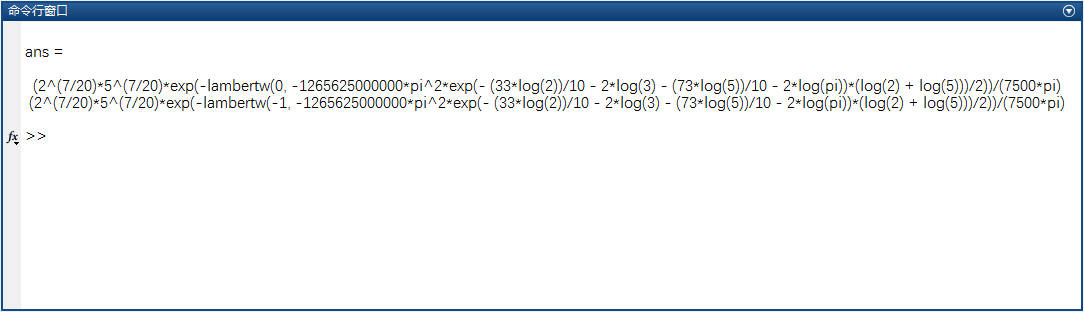 命令行窗口
ans =
(2^(7/20)*5^(7/20)*exp(-lambertw(0, -1265625000000*pi^2*exp(- (33*log(2))/10 - 2*log(3) - (73*log(5))/10 - 2*log(pi))*(log(2) + log(5)))/2))/(7500*pi)
(2^(7/20)*5^(7/20)*exp(-lambertw(-1, -1265625000000*pi^2*exp(- (33*log(2))/10 - 2*log(3) - (73*log(5))/10 - 2*log(pi))*(log(2) + log(5)))/2))/(7500*pi)
fx >>